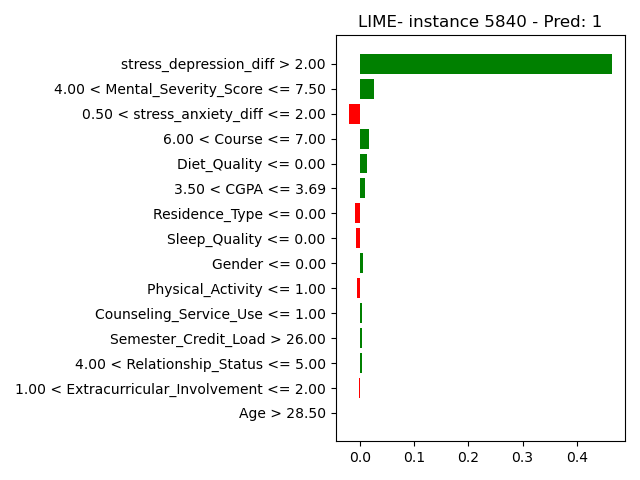 LIME- instance 5840 - Pred: 1
stress_depression_diff > 2.00
4.00 < Mental_Severity_Score <= 7.50
0.50 < stress_anxiety_diff <= 2.00
6.00 < Course <= 7.00
Diet_Quality <= 0.00
3.50 < CGPA <= 3.69
Residence_Type <= 0.00
Sleep_Quality <= 0.00
Gender <= 0.00
Physical_Activity <= 1.00
Counseling_Service_Use <= 1.00
Semester_Credit_Load > 26.00
4.00 < Relationship_Status <= 5.00
1.00 < Extracurricular_Involvement <= 2.00
Age > 28.50
0.0 0.1 0.2 0.3 0.4